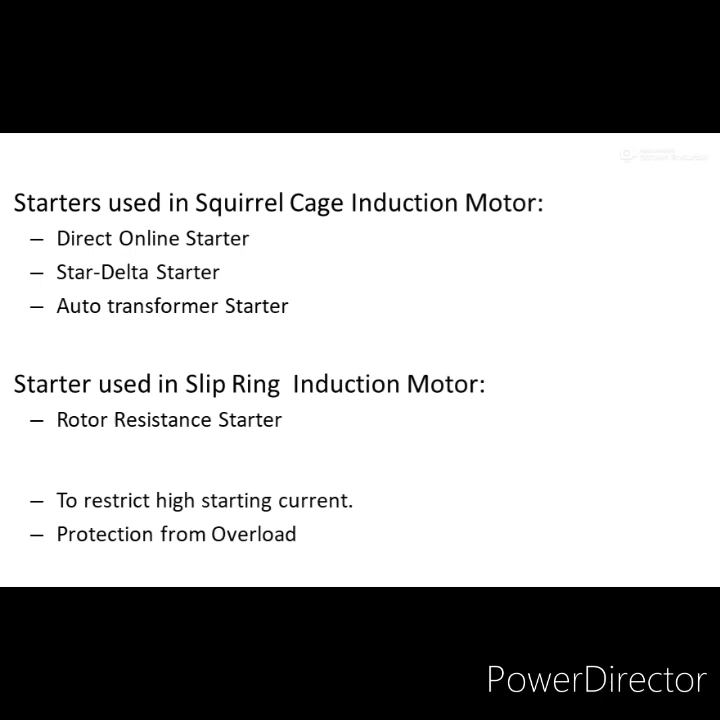 Starters used in Squirrel Cage Induction Motor:
– Direct Online Starter
– Star-Delta Starter
– Auto transformer Starter
Starter used in Slip Ring Induction Motor:
– Rotor Resistance Starter
– To restrict high starting current.
– Protection from Overload
PowerDirector